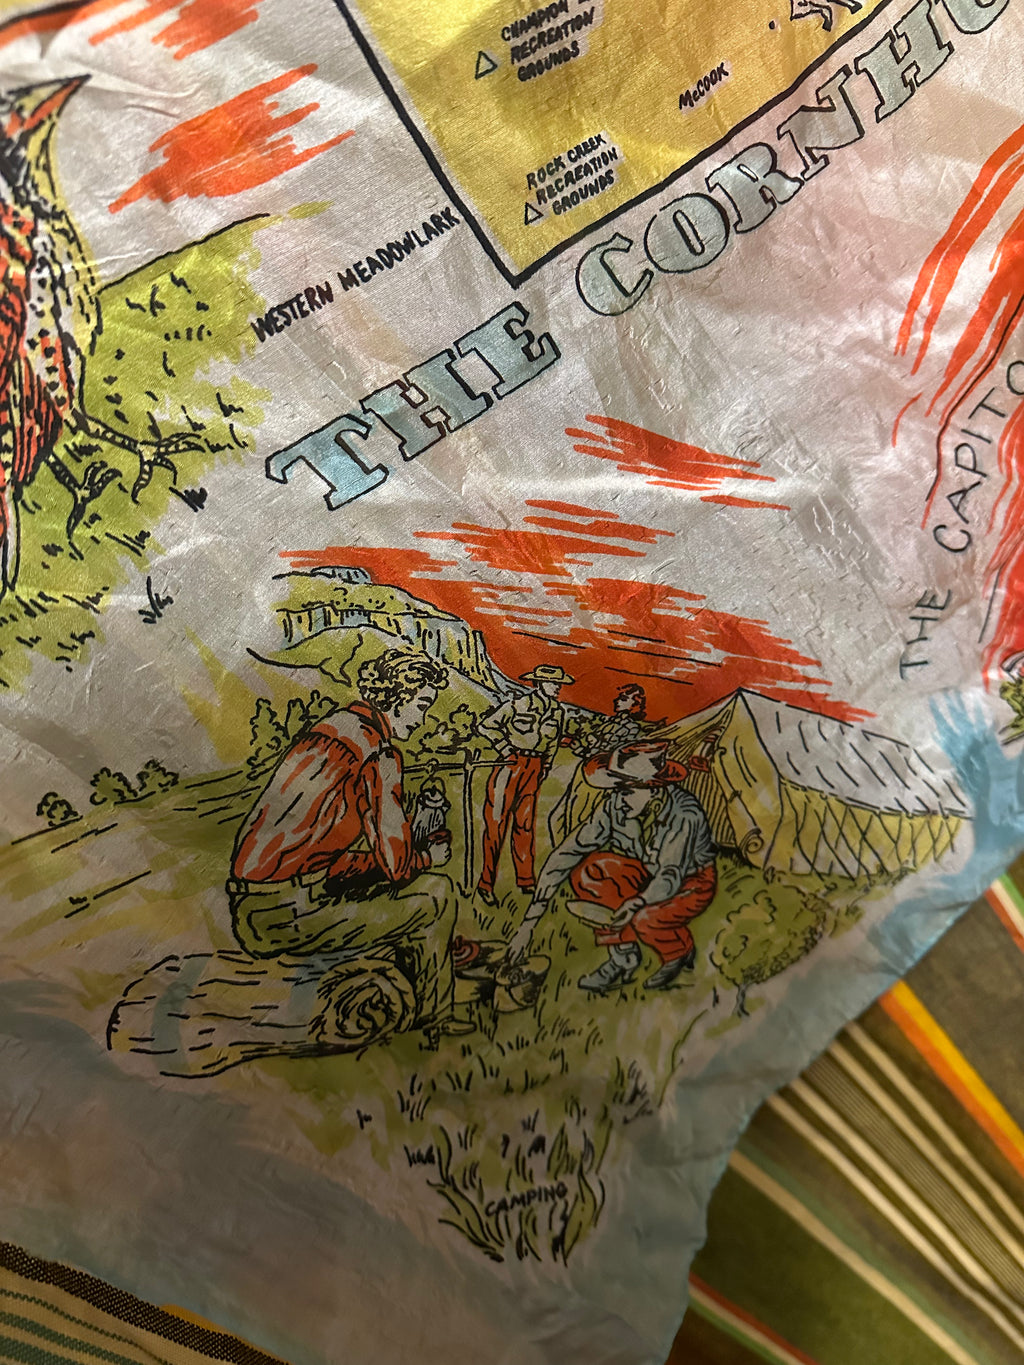 CHAMPION
RECREATION
GROUNDS
McCOOK
ROCK CREEK
RECREATION
GROUNDS
WESTERN MEADOWLARK
THE CORNHU
THE CAPITO
CAMPING